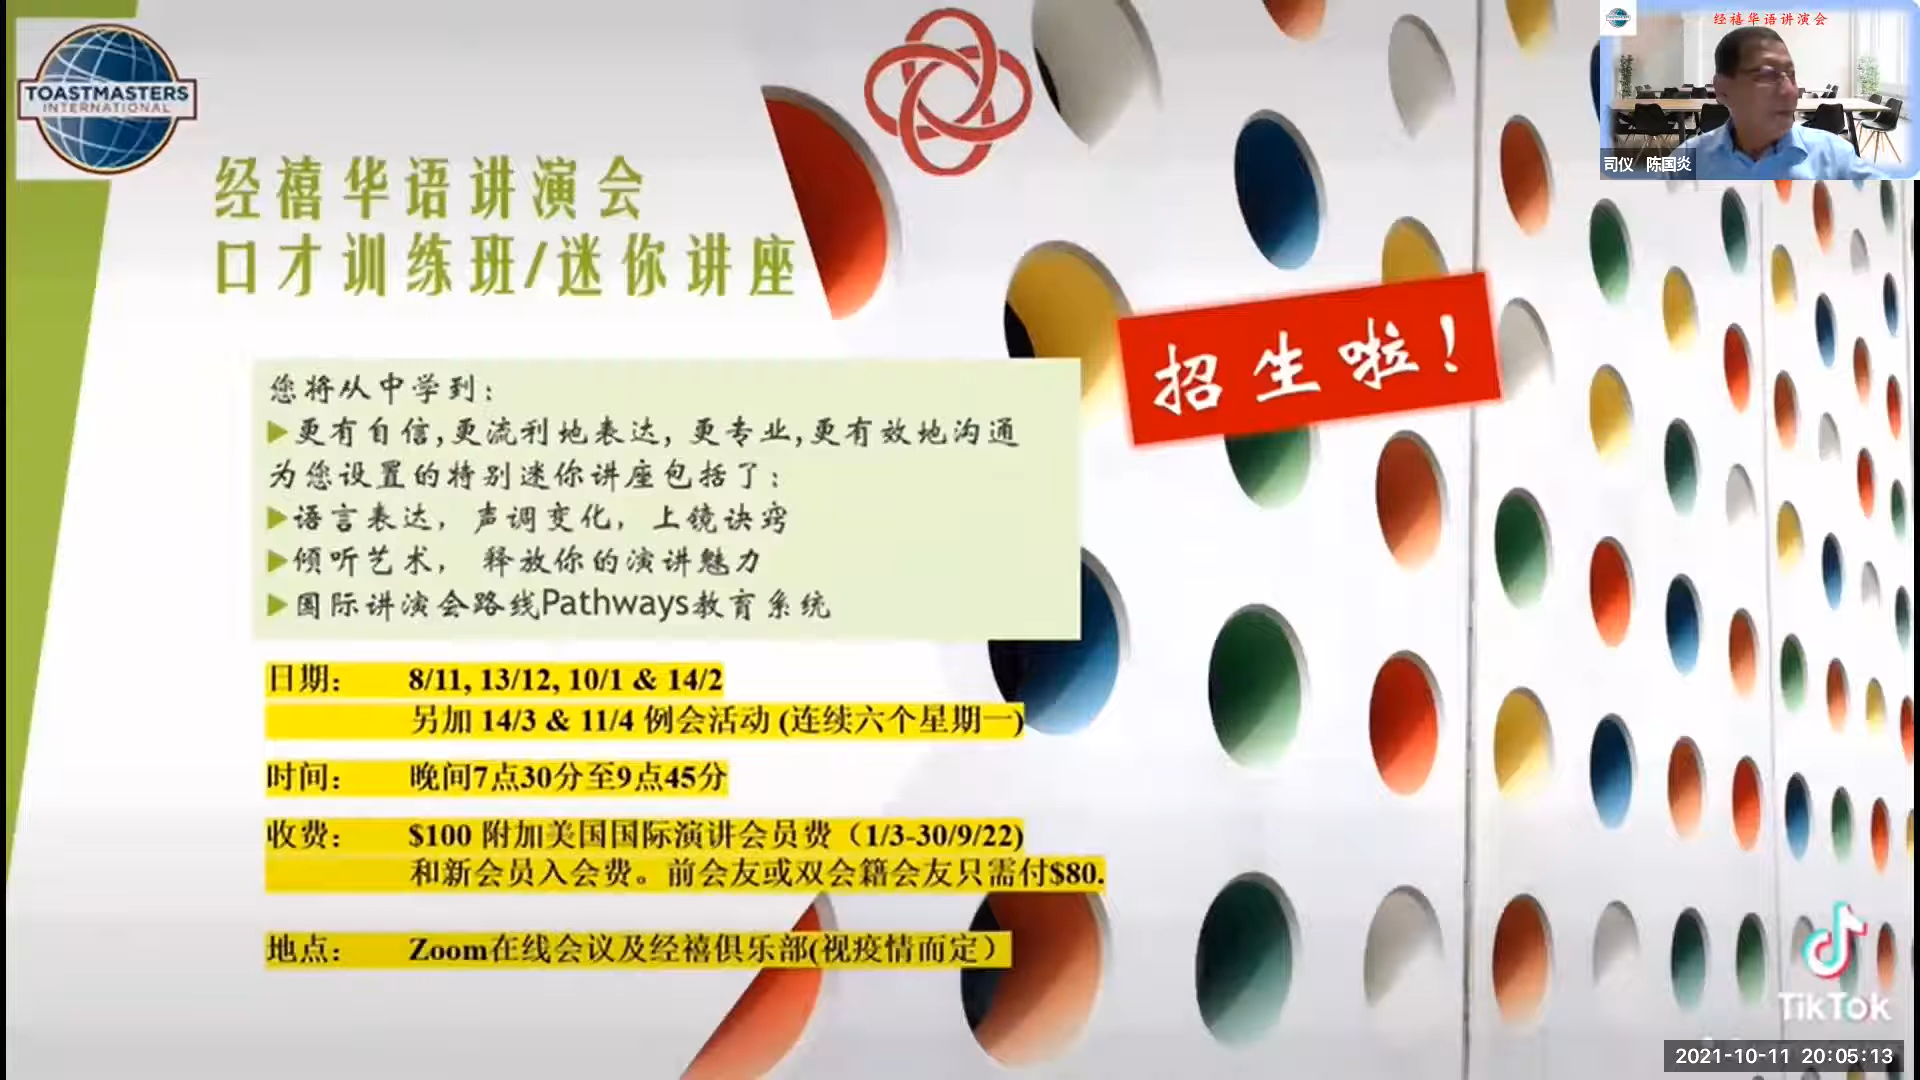 TOASTMASTERS
INTERNATIONAL
经禧华语讲演会
口才训练班/迷你讲座
招生啦！
您将从中学到：
更有自信,更流利地表达, 更专业,更有效地沟通
为您设置的特别迷你讲座包括了：
语言表达， 声调变化， 上镜诀窍
倾听艺术， 释放你的演讲魅力
国际讲演会路线Pathways教育系统
日期： 8/11, 13/12, 10/1 & 14/2
另加 14/3 & 11/4 例会活动 (连续六个星期一)
时间： 晚间7点30分至9点45分
收费： $100 附加美国国际演讲会员费（1/3-30/9/22)
和新会员入会费。前会友或双会籍会友只需付$80.
地点： Zoom在线会议及经禧俱乐部(视疫情而定）
经禧华语讲演会
司仪 陈国炎
TikTok
2021-10-11 20:05:13